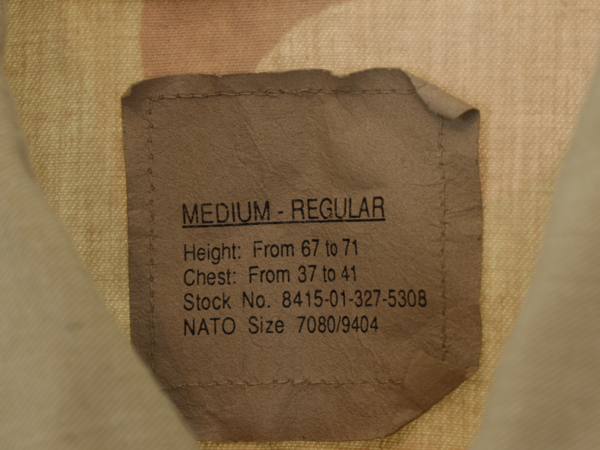 MEDIUM - REGULAR
Height: From 67 to 71
Chest: From 37 to 41
Stock No. 8415-01-327-5308
NATO Size 7080/9404